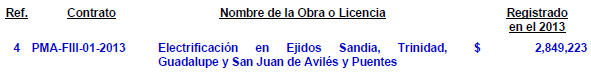 Ref. Contrato Nombre de la Obra o Licencia Registrado
en el 2013
4 PMA-FIII-01-2013 Electrificación en Ejidos Sandia, Trinidad, $ 2,849,223
Guadalupe y San Juan de Avilés y Puentes